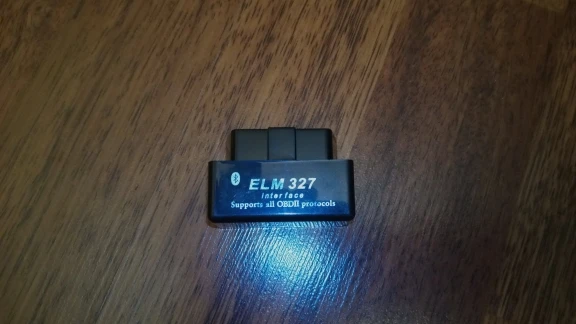 ELM 327
Interface
Supports all OBDII protocols